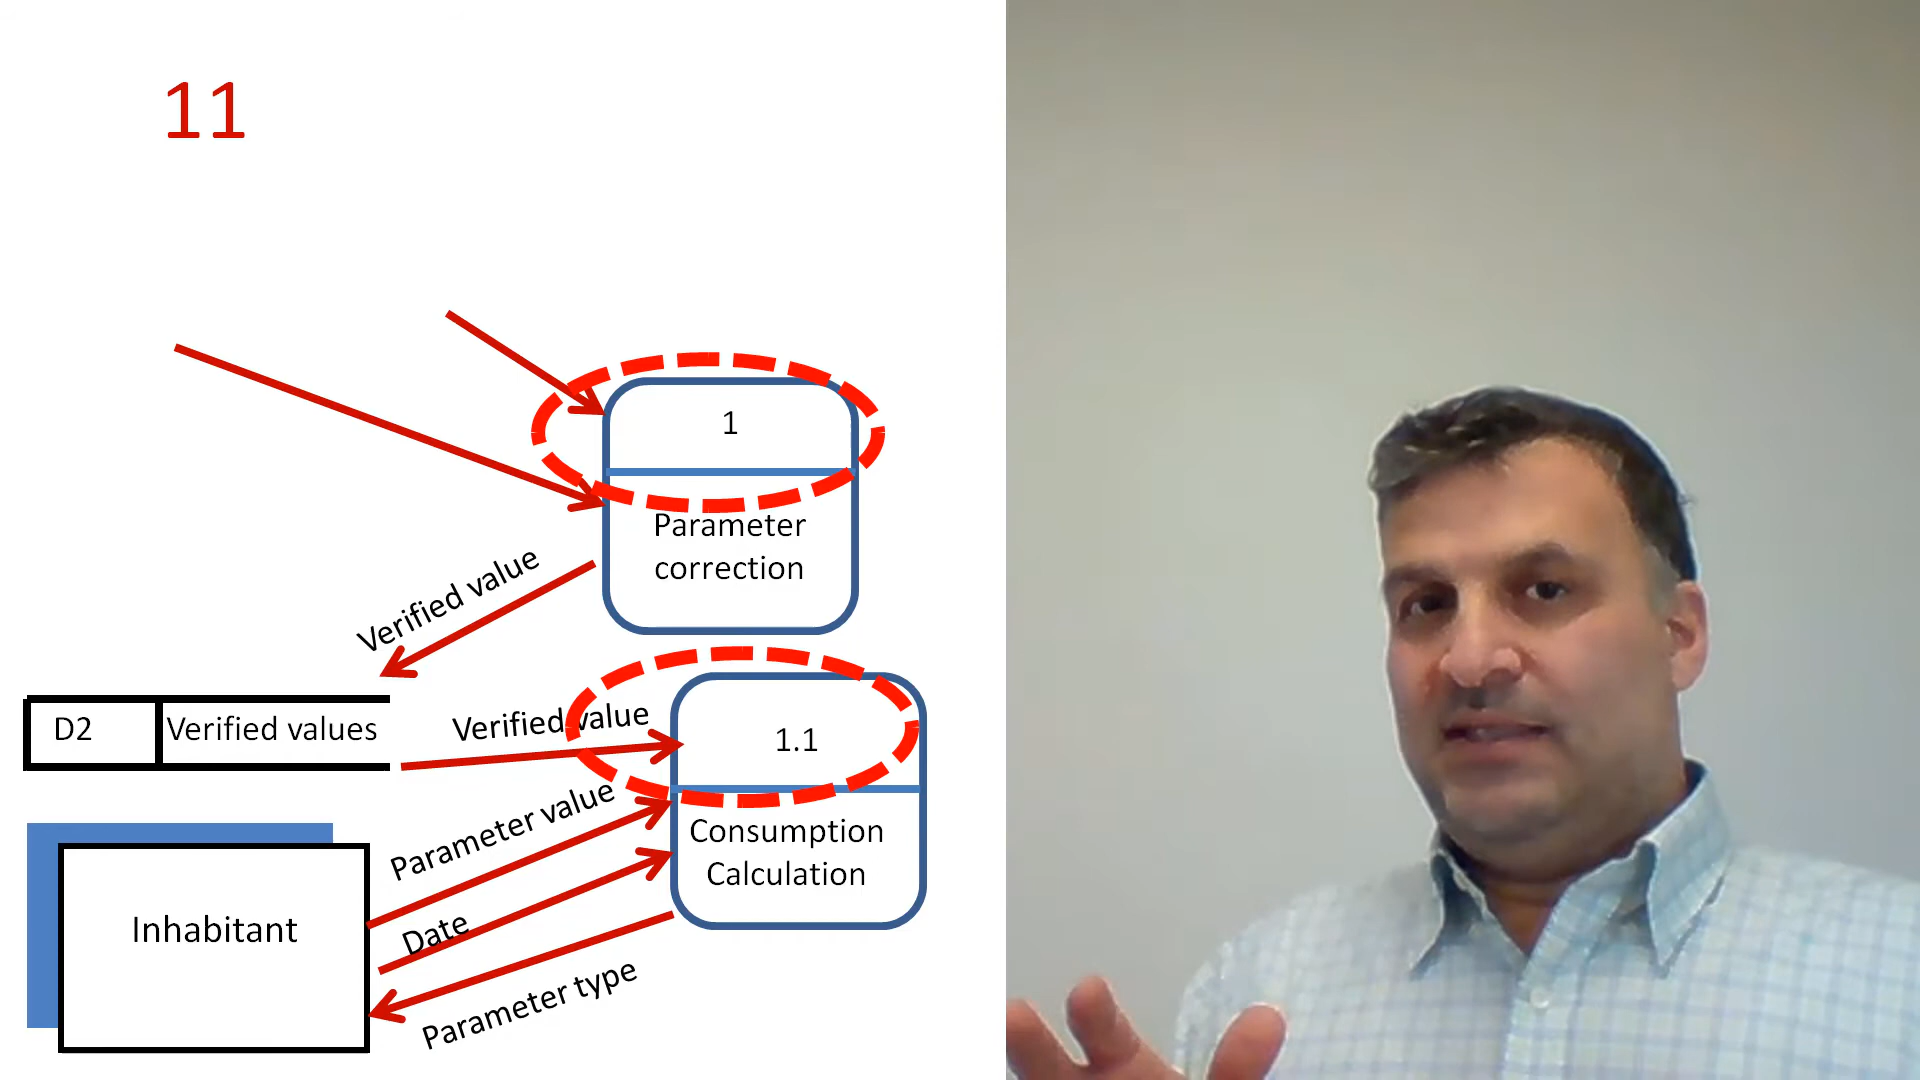 11
1
Parameter
correction
Verified value
D2 Verified values
Verified value
1.1
Parameter value
Consumption
Calculation
Inhabitant
Date
Parameter type